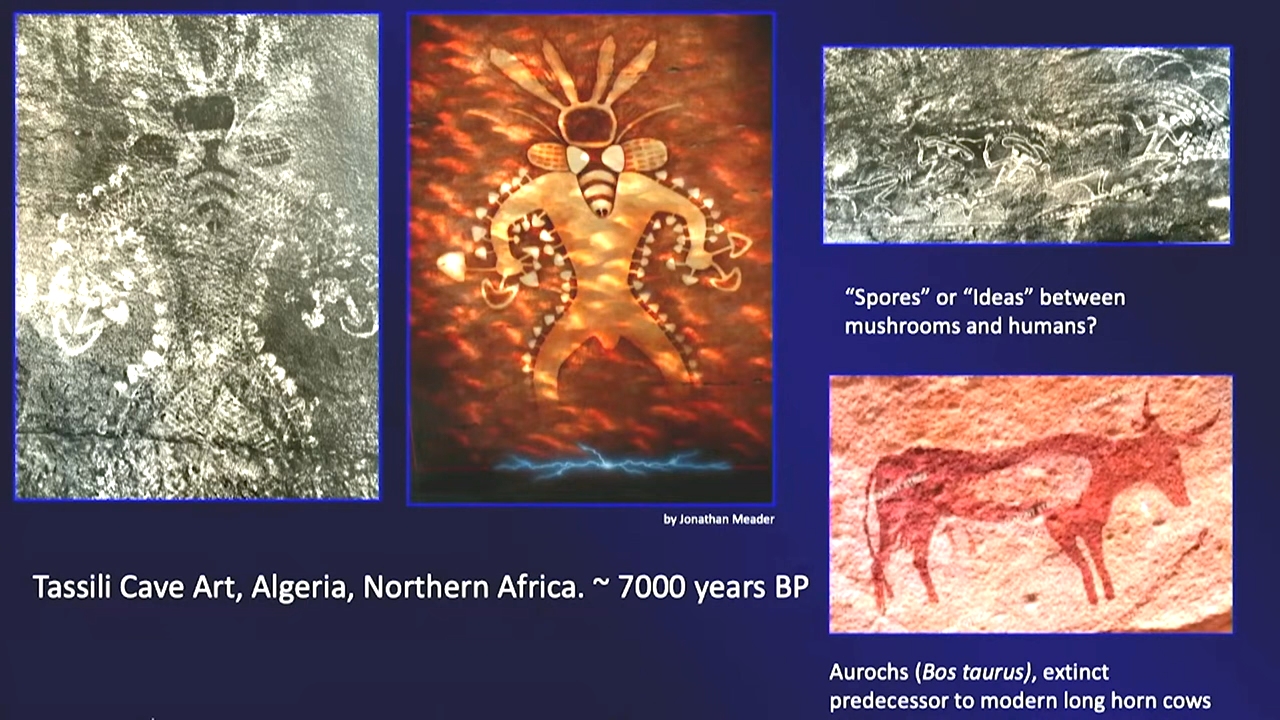 by Jonathan Meader
Tassili Cave Art, Algeria, Northern Africa. ~ 7000 years BP
“Spores” or “Ideas” between
mushrooms and humans?
Aurochs (Bos taurus), extinct
predecessor to modern long horn cows